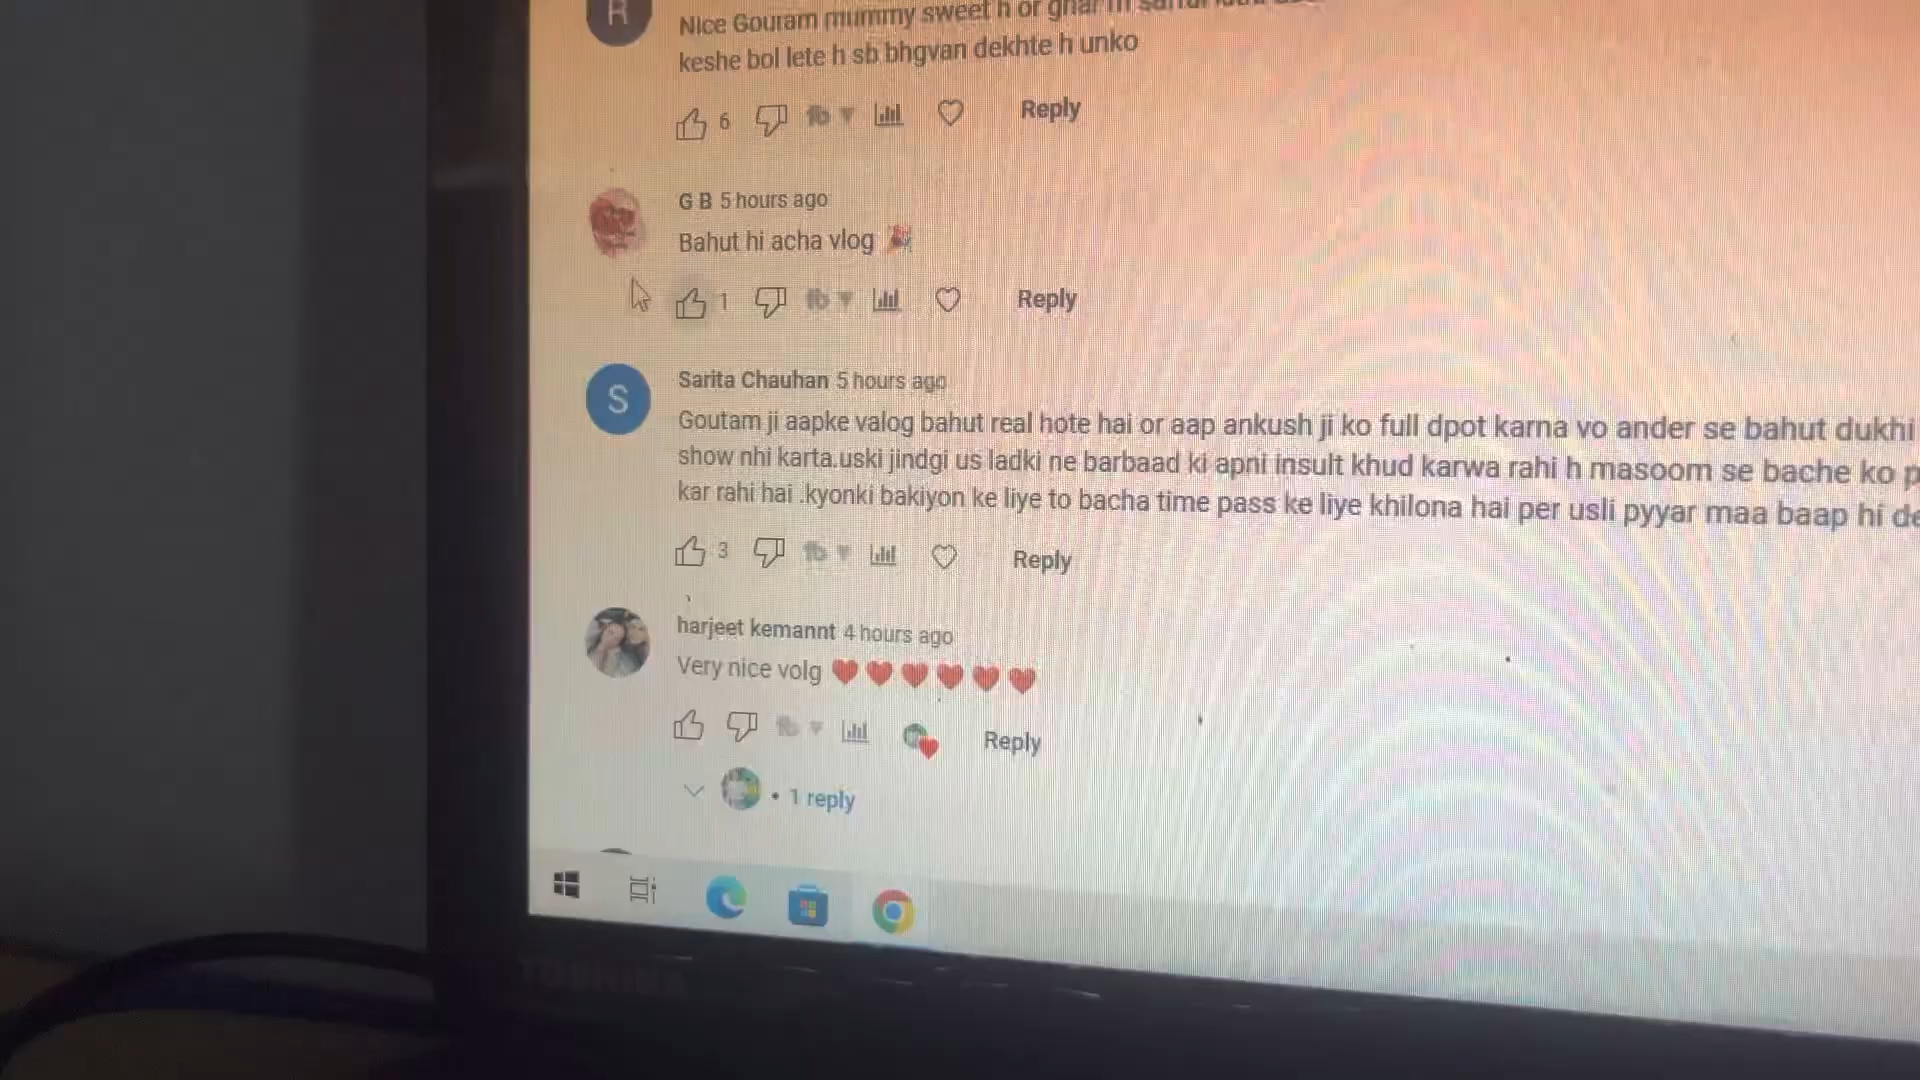 R
Nice Gouram mummy sweet h or ghar m
keshe bol lete h sb bhgvan dekhte h unko
6 Reply
G B 5 hours ago
Bahut hi acha vlog 🎉
1 Reply
S
Sarita Chauhan 5 hours ago
Goutam ji aapke valog bahut real hote hai or aap ankush ji ko full dpot karna vo ander se bahut dukhi
show nhi karta.uski jindgi us ladki ne barbaad ki apni insult khud karwa rahi h masoom se bache ko
kar rahi hai .kyonki bakiyon ke liye to bacha time pass ke liye khilona hai per usli pyyar maa baap hi
3 Reply
harjeet kemannt 4 hours ago
Very nice volg ❤❤❤❤❤❤
Reply
• 1 reply